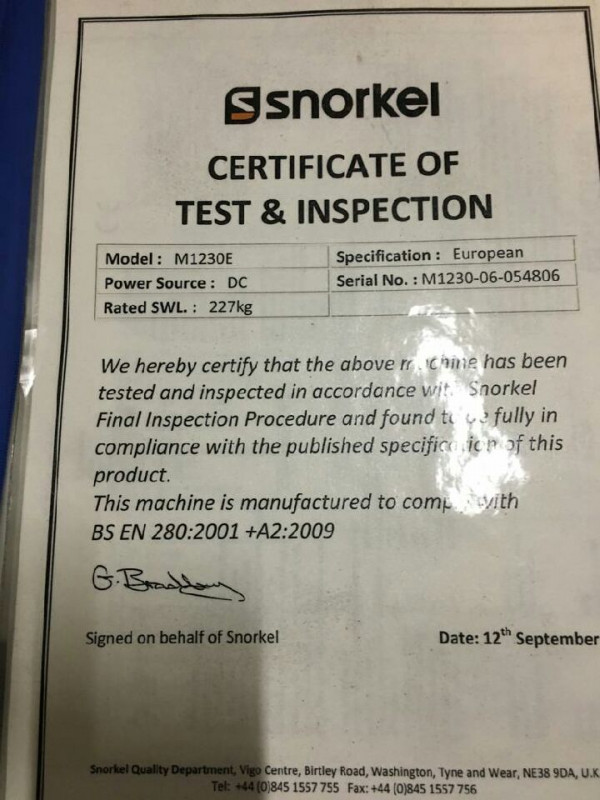 snorkel
CERTIFICATE OF
TEST & INSPECTION
Model : M1230E
Specification : European
Power Source : DC
Serial No. : M1230-06-054806
Rated SWL. : 227kg
We hereby certify that the above has been
tested and inspected in accordance Snorkel
Final Inspection Procedure and found fully in
compliance with the published of this
product.
This machine is manufactured to with
BS EN 280:2001 +A2:2009
G. Bradbury
Signed on behalf of Snorkel
Date: 12th September
Snorkel Quality Department, Vigo Centre, Birtley Road, Washington, Tyne and Wear, NE38 9DA, U.K
Tel: +44 (0)845 1557 755 Fax: +44 (0)845 1557 756